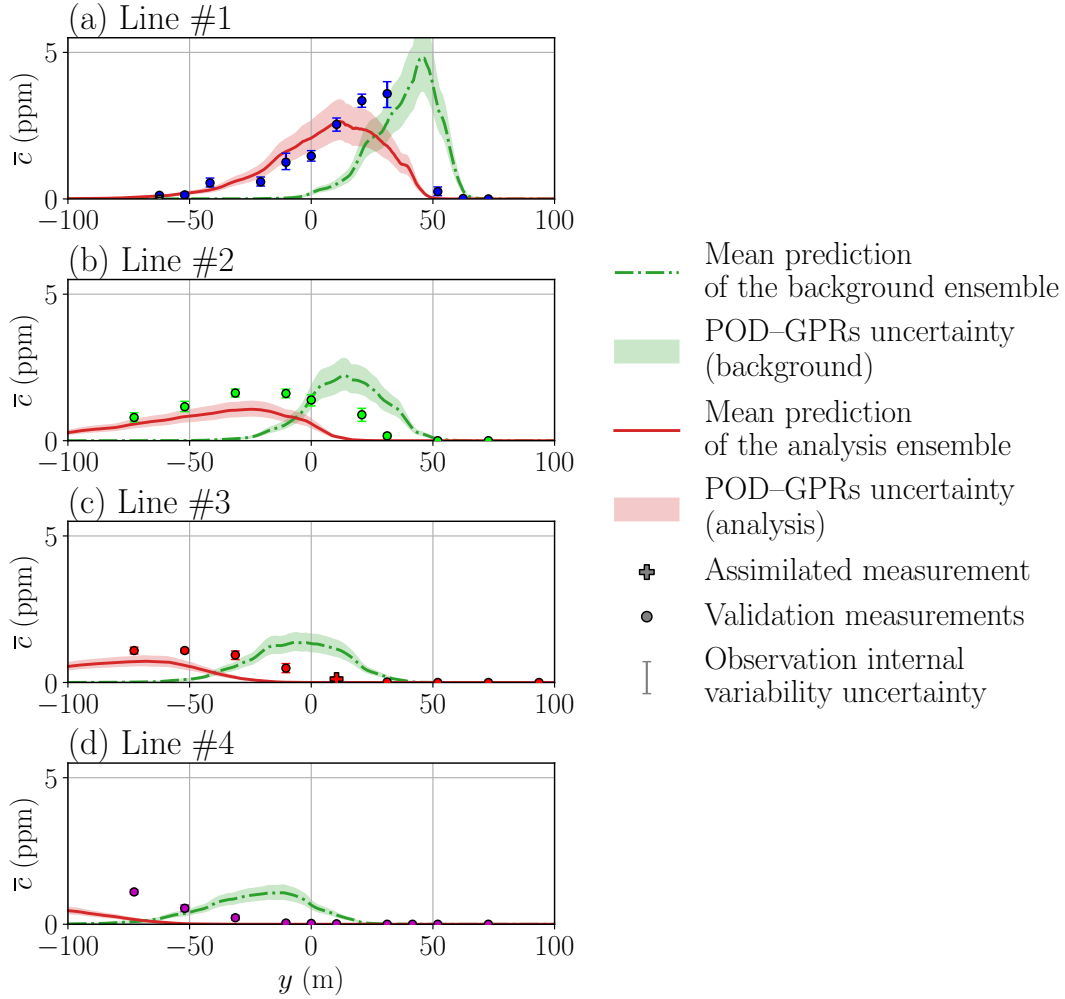 (a) Line #1
5
0
c̅ (ppm)
−100
−50
0
50
100
(b) Line #2
5
0
c̅ (ppm)
−100
−50
0
50
100
(c) Line #3
5
0
c̅ (ppm)
−100
−50
0
50
100
(d) Line #4
5
0
c̅ (ppm)
−100
−50
0
50
100
y (m)
Mean prediction
of the background ensemble
POD–GPRs uncertainty
(background)
Mean prediction
of the analysis ensemble
POD–GPRs uncertainty
(analysis)
Assimilated measurement
Validation measurements
Observation internal
variability uncertainty